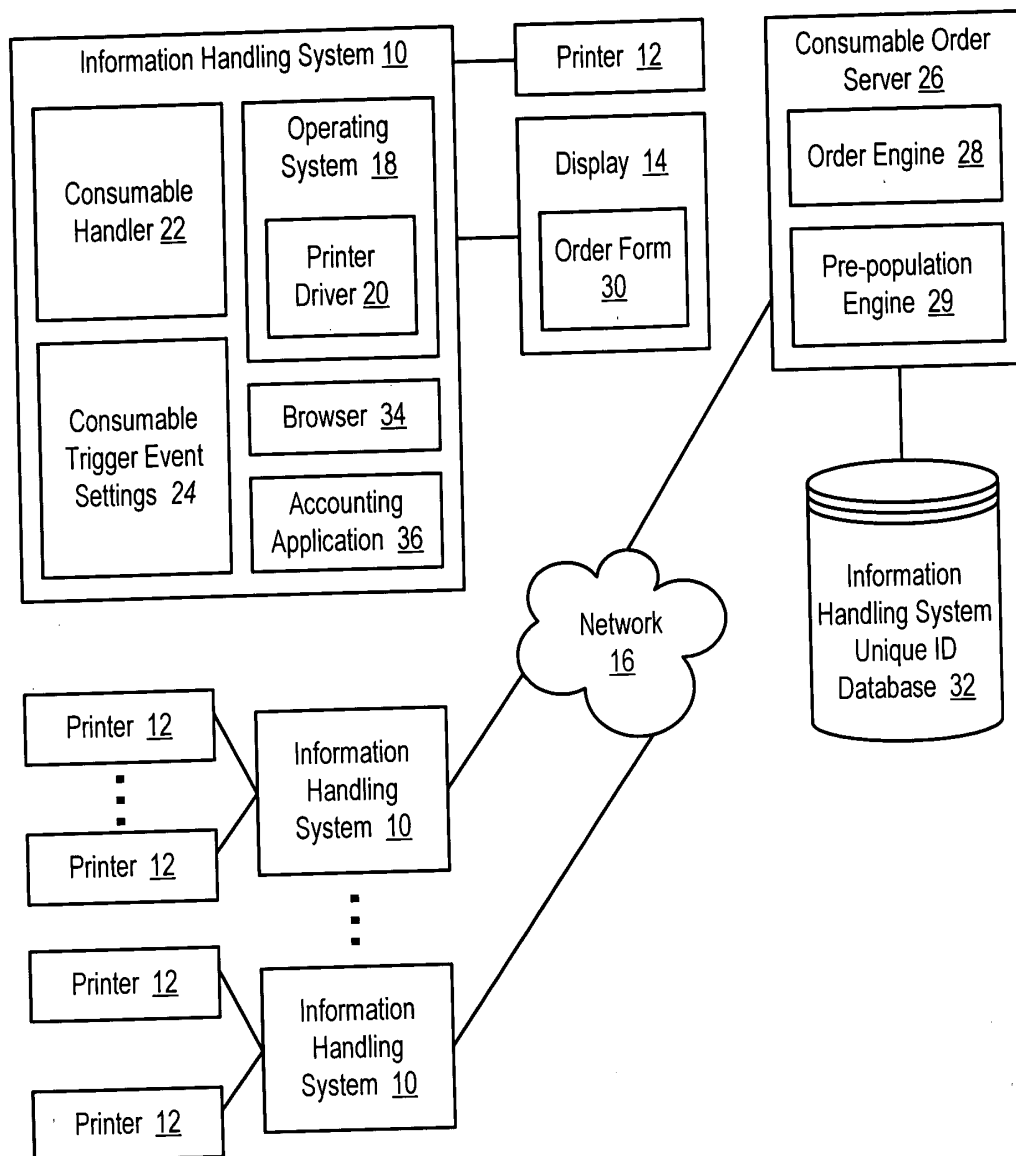 Information Handling System 10
Consumable
Handler 22
Operating
System 18
Printer
Driver 20
Consumable
Trigger Event
Settings 24
Browser 34
Accounting
Application 36
Printer 12
Display 14
Order Form
30
Consumable Order
Server 26
Order Engine 28
Pre-population
Engine 29
Information
Handling System
Unique ID
Database 32
Network
16
Printer 12
Printer 12
Information
Handling
System 10
Printer 12
Printer 12
Information
Handling
System 10